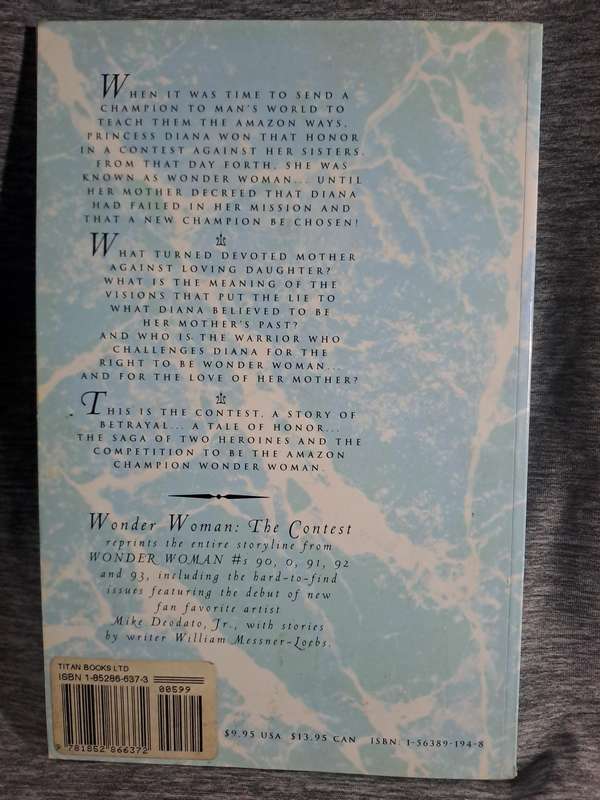 WHEN IT WAS TIME TO SEND A
CHAMPION TO MAN'S WORLD TO
TEACH THEM THE AMAZON WAYS,
PRINCESS DIANA WON THAT HONOR
IN A CONTEST AGAINST HER SISTERS.
FROM THAT DAY FORTH, SHE WAS
KNOWN AS WONDER WOMAN... UNTIL
HER MOTHER DECREED THAT DIANA
HAD FAILED IN HER MISSION AND
THAT A NEW CHAMPION BE CHOSEN!
WHAT TURNED DEVOTED MOTHER
AGAINST LOVING DAUGHTER?
WHAT IS THE MEANING OF THE
VISIONS THAT PUT THE LIE TO
WHAT DIANA BELIEVED TO BE
HER MOTHER'S PAST?
AND WHO IS THE WARRIOR WHO
CHALLENGES DIANA FOR THE
RIGHT TO BE WONDER WOMAN...
AND FOR THE LOVE OF HER MOTHER?
THIS IS THE CONTEST, A STORY OF
BETRAYAL... A TALE OF HONOR...
THE SAGA OF TWO HEROINES AND THE
COMPETITION TO BE THE AMAZON
CHAMPION WONDER WOMAN.
Wonder Woman: The Contest
reprints the entire storyline from
WONDER WOMAN #s 90, 0, 91, 92
and 93, including the hard-to-find
issues featuring the debut of new
fan favorite artist
Mike Deodato, Jr., with stories
by writer William Messner-Loebs.
TITAN BOOKS LTD
ISBN 1-85286-637-3
00599
9 781852 866372
$9.95 USA $13.95 CAN ISBN: 1-56389-194-8